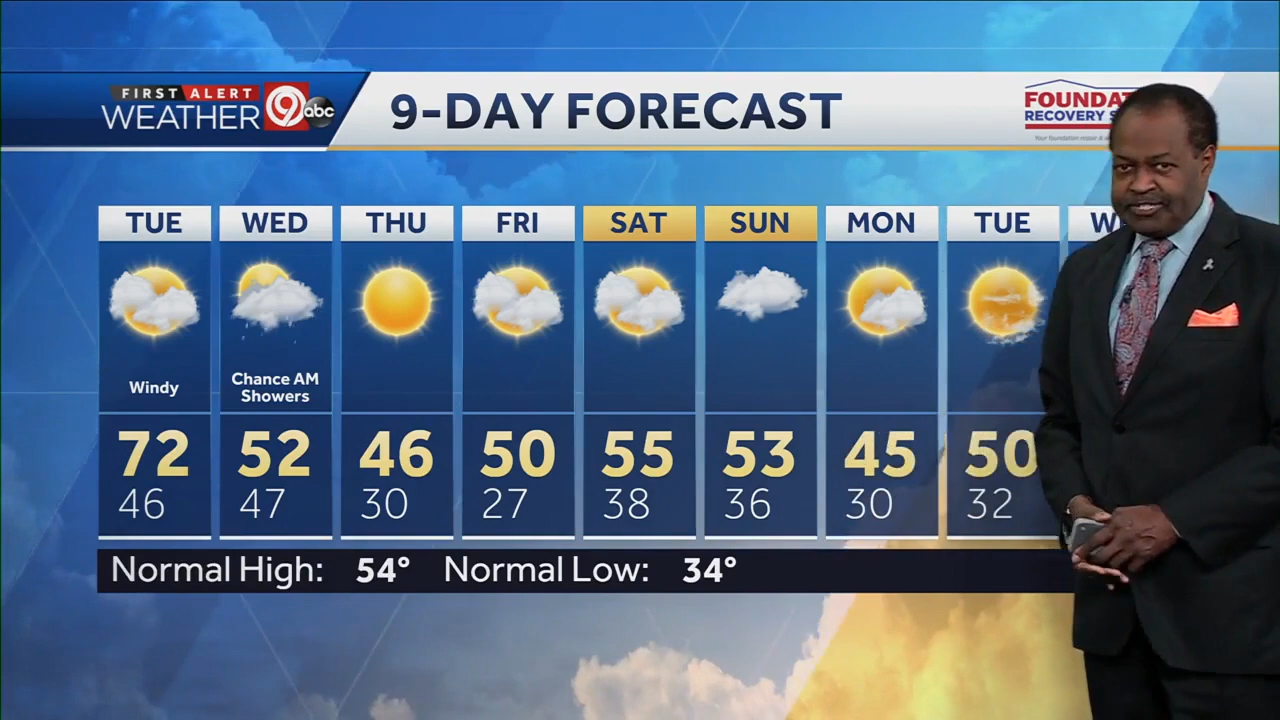 FIRST ALERT
WEATHER 9 abc
9-DAY FORECAST
RECOVERY
TUE WED THU FRI SAT SUN MON TUE
Windy
Chance AM
Showers
72 52 46 50 55 53 45 50
46 47 30 27 38 36 30 32
Normal High: 54° Normal Low: 34°